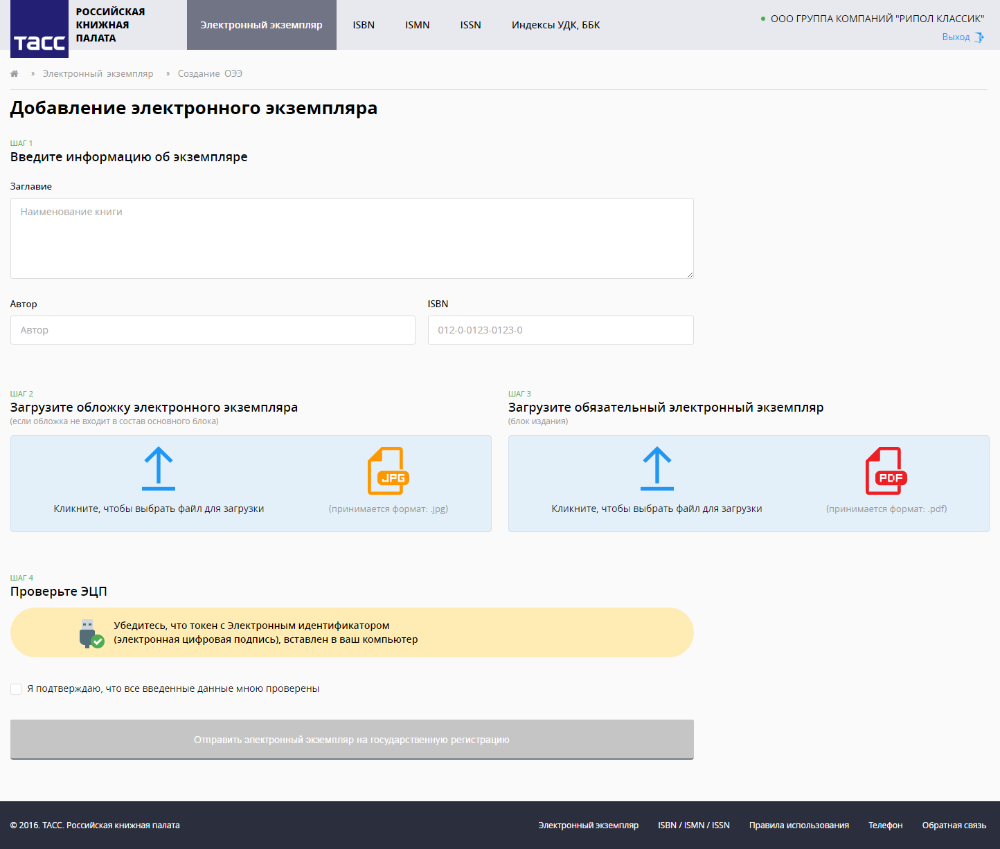 тасс
РОССИЙСКАЯ
КНИЖНАЯ
ПАЛАТА
Электронный экземпляр
ISBN
ISMN
ISSN
Индексы УДК, ББК
ООО ГРУППА КОМПАНИЙ "РИПОЛ КЛАССИК"
Выход
» Электронный экземпляр » Создание ОЭЭ
Добавление электронного экземпляра
ШАГ 1
Введите информацию об экземпляре
Заглавие
Наименование книги
Автор
Автор
ISBN
012-0-0123-0123-0
ШАГ 2
Загрузите обложку электронного экземпляра
(если обложка не входит в состав основного блока)
JPG
Кликните, чтобы выбрать файл для загрузки
(принимается формат: .jpg)
ШАГ 3
Загрузите обязательный электронный экземпляр
(блок издания)
PDF
Кликните, чтобы выбрать файл для загрузки
(принимается формат: .pdf)
ШАГ 4
Проверьте ЭЦП
Убедитесь, что токен с Электронным идентификатором
(электронная цифровая подпись), вставлен в ваш компьютер
Я подтверждаю, что все введенные данные мною проверены
Отправить электронный экземпляр на государственную регистрацию
© 2016. ТАСС. Российская книжная палата
Электронный экземпляр
ISBN / ISMN / ISSN
Правила использования
Телефон
Обратная связь